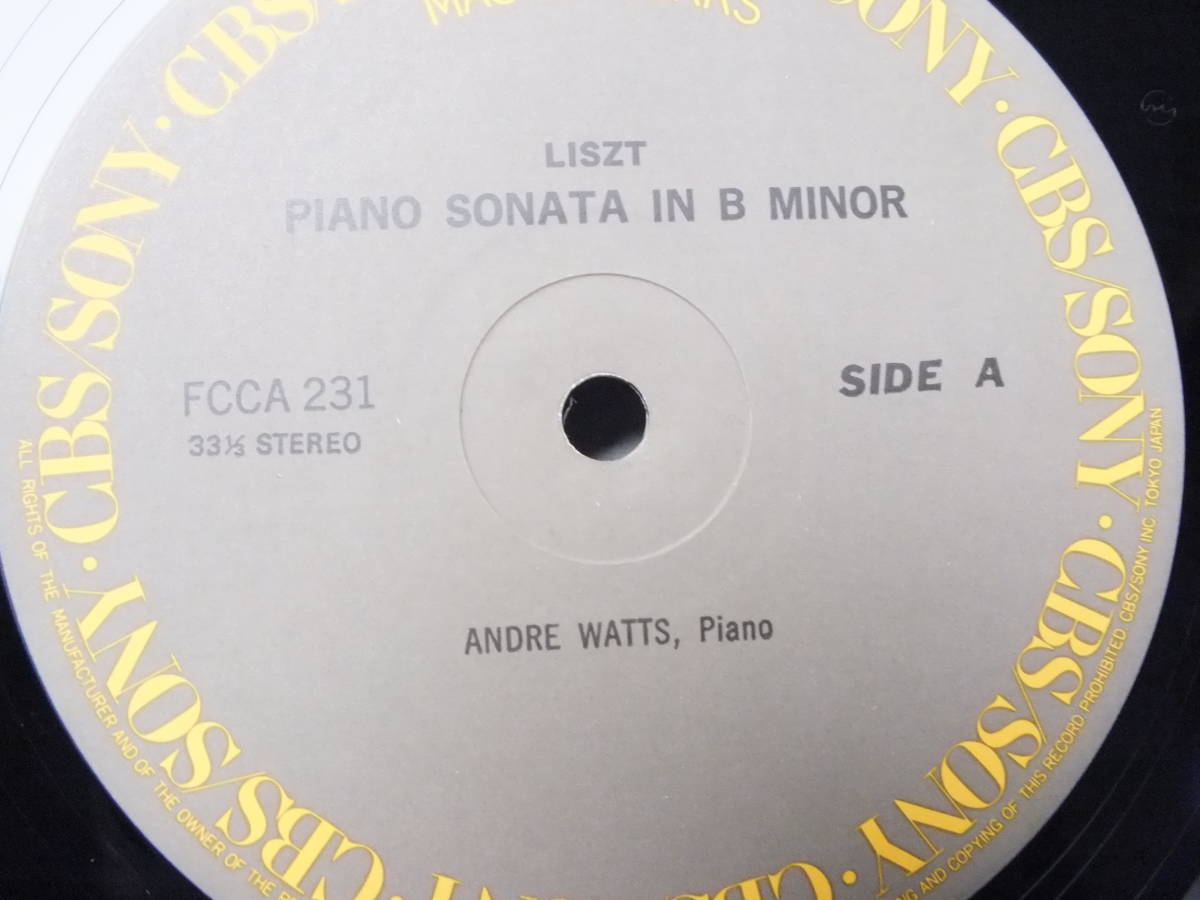 LISZT
PIANO SONATA IN B MINOR
FCCA 231
33⅓ STEREO
SIDE A
ANDRE WATTS, Piano
CBS/SONY · CBS/SONY · CBS/SONY · CBS/SONY · CBS/SONY
ALL RIGHTS OF THE MANUFACTURER AND OF THE OWNER OF THE
AND COPYING OF THIS RECORD PROHIBITED CBS/SONY INC TOKYO JAPAN